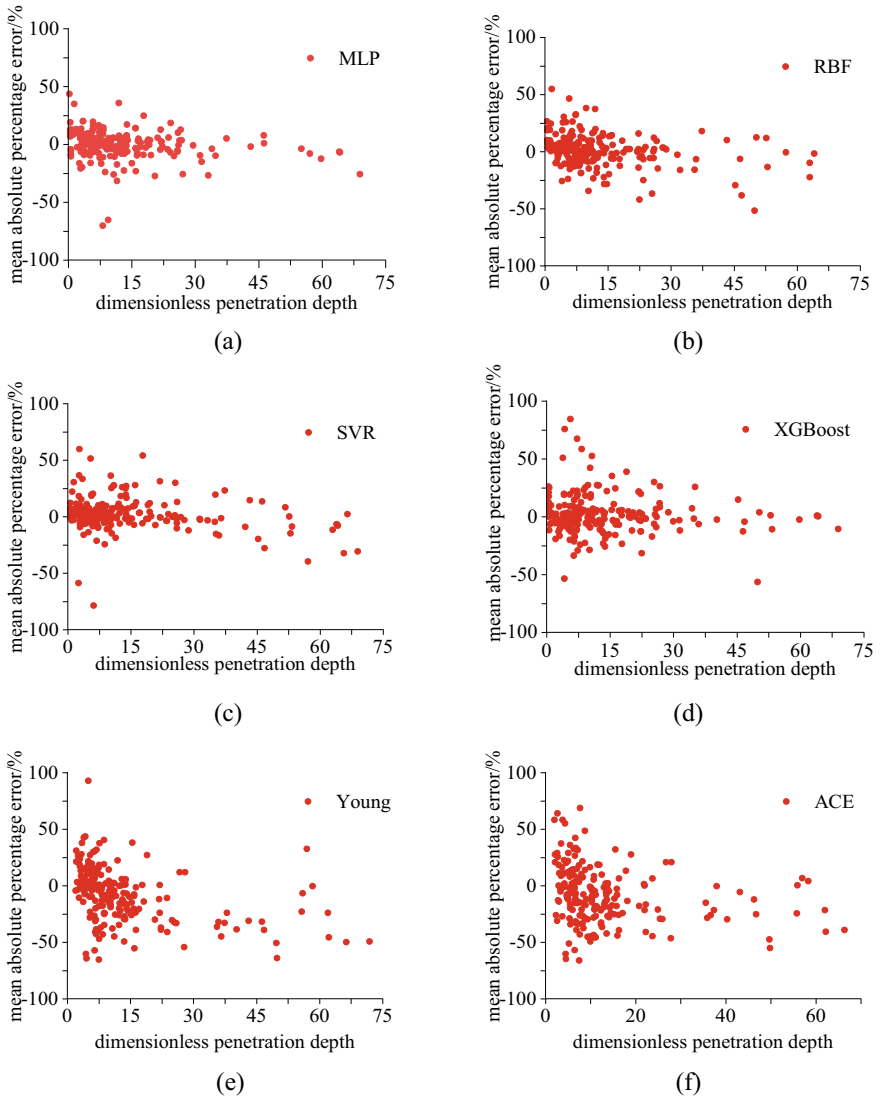 mean absolute percentage error/%
100
50
0
-50
-100
MLP
0 15 30 45 60 75
dimensionless penetration depth
(a)
mean absolute percentage error/%
100
50
0
-50
-100
RBF
0 15 30 45 60 75
dimensionless penetration depth
(b)
mean absolute percentage error/%
100
50
0
-50
-100
SVR
0 15 30 45 60 75
dimensionless penetration depth
(c)
mean absolute percentage error/%
100
50
0
-50
-100
XGBoost
0 15 30 45 60 75
dimensionless penetration depth
(d)
mean absolute percentage error/%
100
50
0
-50
-100
Young
0 15 30 45 60 75
dimensionless penetration depth
(e)
mean absolute percentage error/%
100
50
0
-50
-100
ACE
0 20 40 60
dimensionless penetration depth
(f)